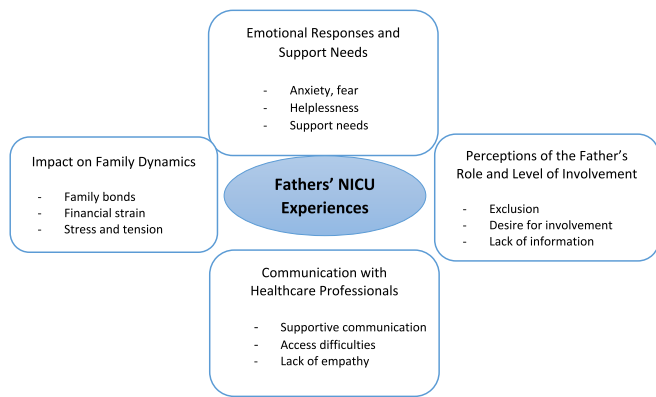 Emotional Responses and
Support Needs
- Anxiety, fear
- Helplessness
- Support needs
Impact on Family Dynamics
- Family bonds
- Financial strain
- Stress and tension
Fathers’ NICU
Experiences
Perceptions of the Father’s
Role and Level of Involvement
- Exclusion
- Desire for involvement
- Lack of information
Communication with
Healthcare Professionals
- Supportive communication
- Access difficulties
- Lack of empathy